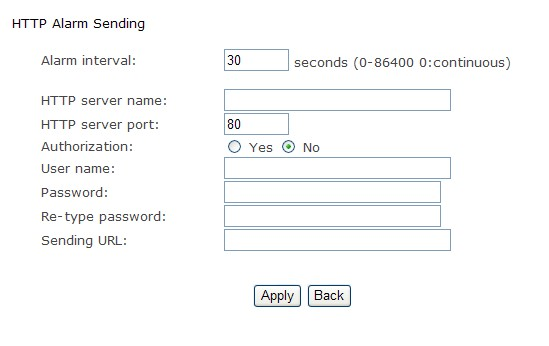 HTTP Alarm Sending
Alarm interval: 30 seconds (0-86400 0:continuous)
HTTP server name:
HTTP server port: 80
Authorization: Yes No
User name:
Password:
Re-type password:
Sending URL:
Apply Back